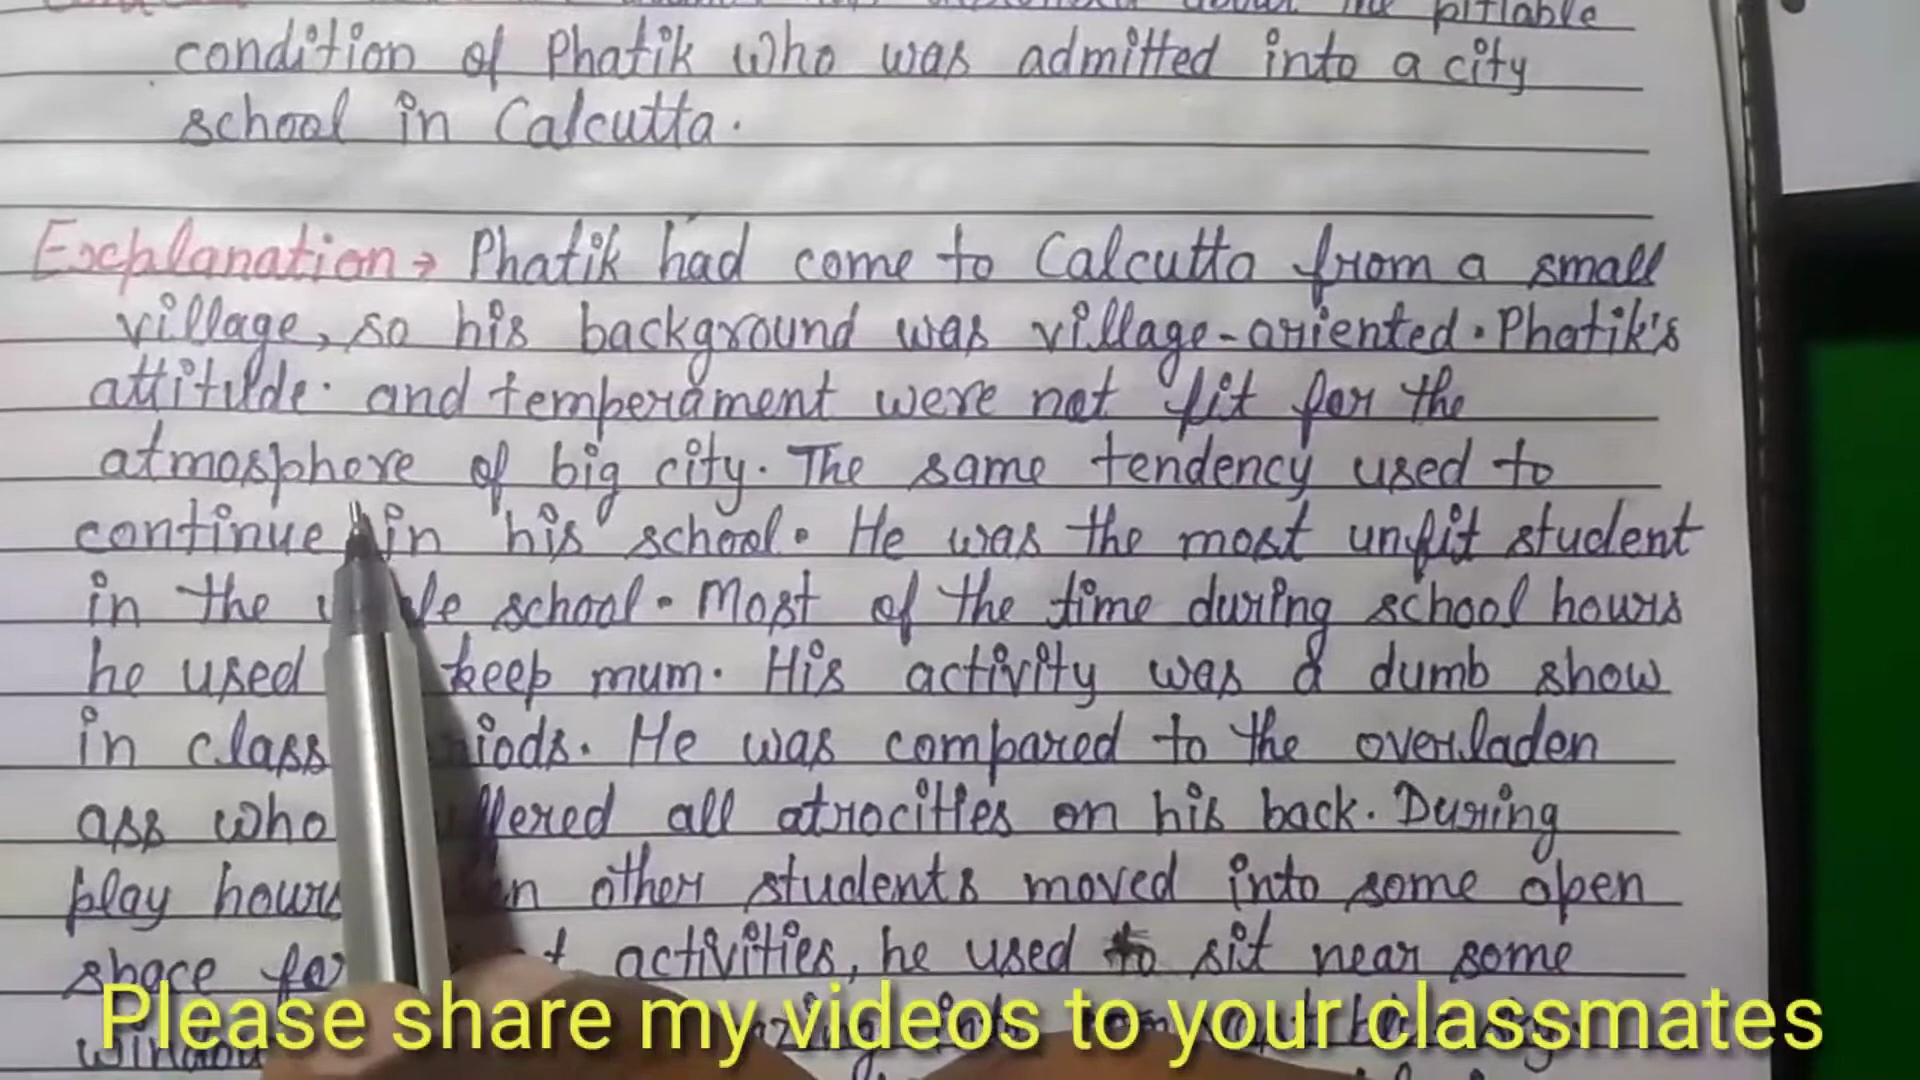 about the pitiable
condition of Phatik who was admitted into a city
school in Calcutta.
Explanation → Phatik had come to Calcutta from a small
village, so his background was village-oriented. Phatik's
attitude and temperament were not fit for the
atmosphere of big city. The same tendency used to
continue in his school. He was the most unfit student
in the school. Most of the time during school hours
he used keep mum. His activity was a dumb show
in class He was compared to the overladen
ass who all atrocities on his back. During
play hours other students moved into some open
space for activities, he used to sit near some
Please share my videos to your classmates